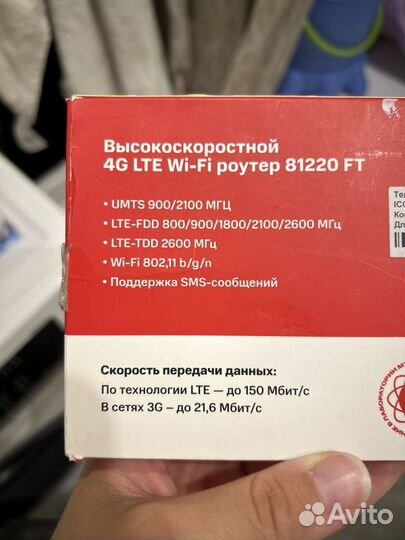 Высокоскоростной
4G LTE Wi-Fi роутер 81220 FT
• UMTS 900/2100 МГЦ
• LTE-FDD 800/900/1800/2100/2600 МГц
• LTE-TDD 2600 МГц
• Wi-Fi 802,11 b/g/n
• Поддержка SMS-сообщений
Скорость передачи данных:
По технологии LTE — до 150 Мбит/с
В сетях 3G — до 21,6 Мбит/с
В ЛАБОРАТОРИИ
Avito